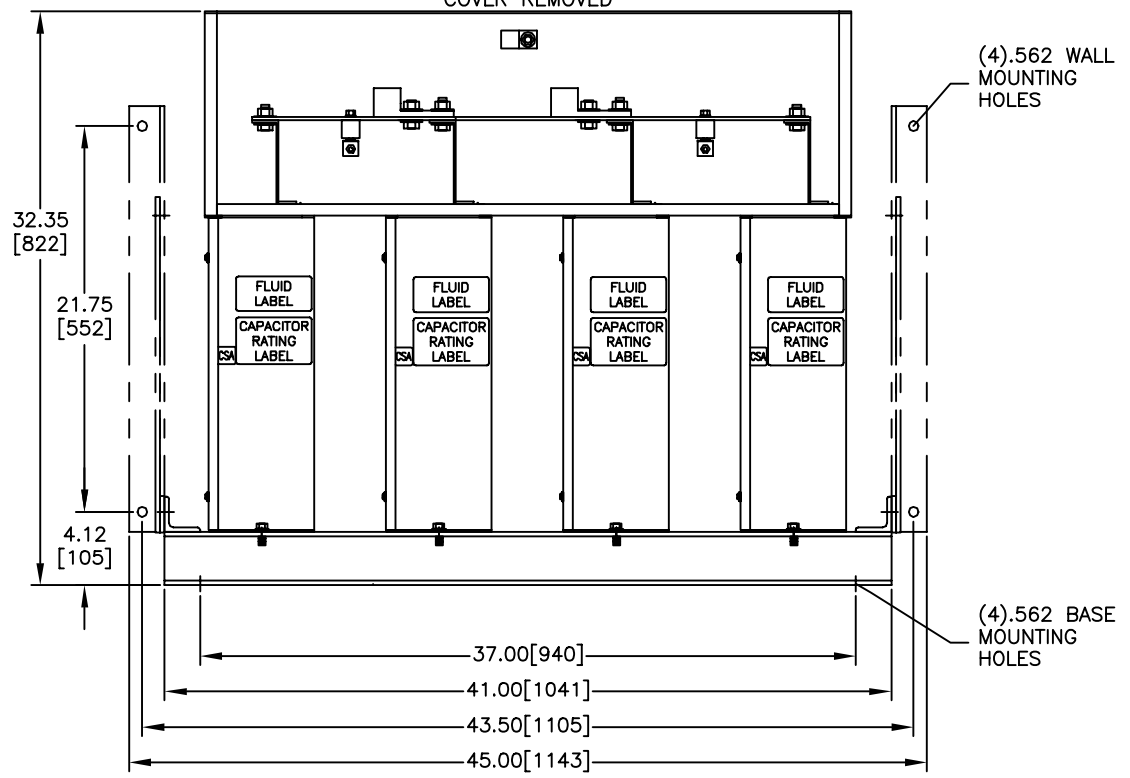 COVER REMOVED
(4).562 WALL
MOUNTING
HOLES
32.35
[822]
21.75
[552]
4.12
[105]
FLUID
LABEL
CAPACITOR
RATING
LABEL
CSA
FLUID
LABEL
CAPACITOR
RATING
LABEL
CSA
FLUID
LABEL
CAPACITOR
RATING
LABEL
CSA
FLUID
LABEL
CAPACITOR
RATING
LABEL
CSA
(4).562 BASE
MOUNTING
HOLES
37.00[940]
41.00[1041]
43.50[1105]
45.00[1143]